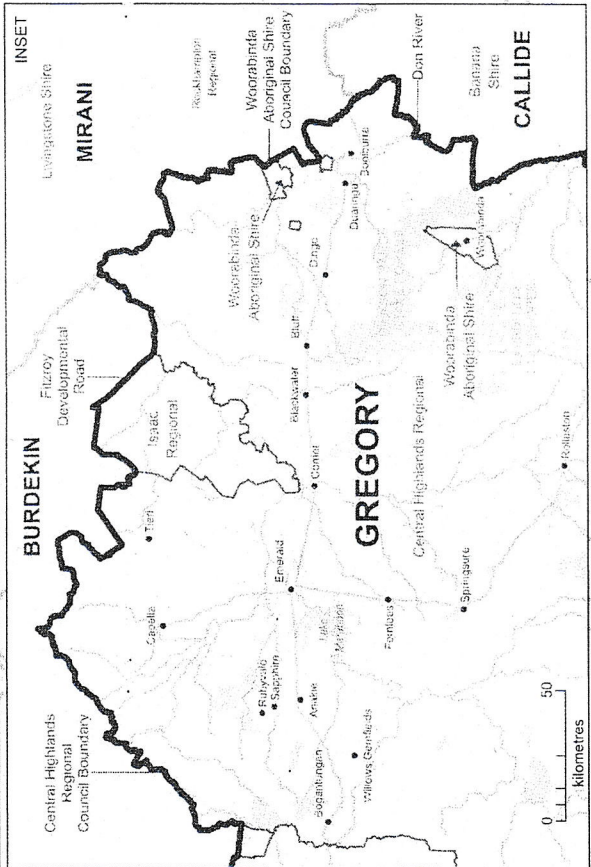 INSET
Livingstone Shire
MIRANI
Rockhampton
Regional
Woorabinda
Aboriginal Shire
Council Boundary
Don River
Banana
Shire
CALLIDE
BURDEKIN
Fitzroy
Developmental
Road
Isaac
Regional
Woorabinda
Aboriginal Shire
Central Highlands
Regional
Council Boundary
Tieri
Capella
Rubyvale
Sapphire
Anakie
Emerald
Comet
Blackwater
Bluff
Dingo
Duaringa
Bogantungan
Willows Gemfields
Lake
Maraboon
Fernlees
Springsure
GREGORY
Central Highlands Regional
Woorabinda
Aboriginal Shire
Woorabinda
Rolleston
0
50
kilometres